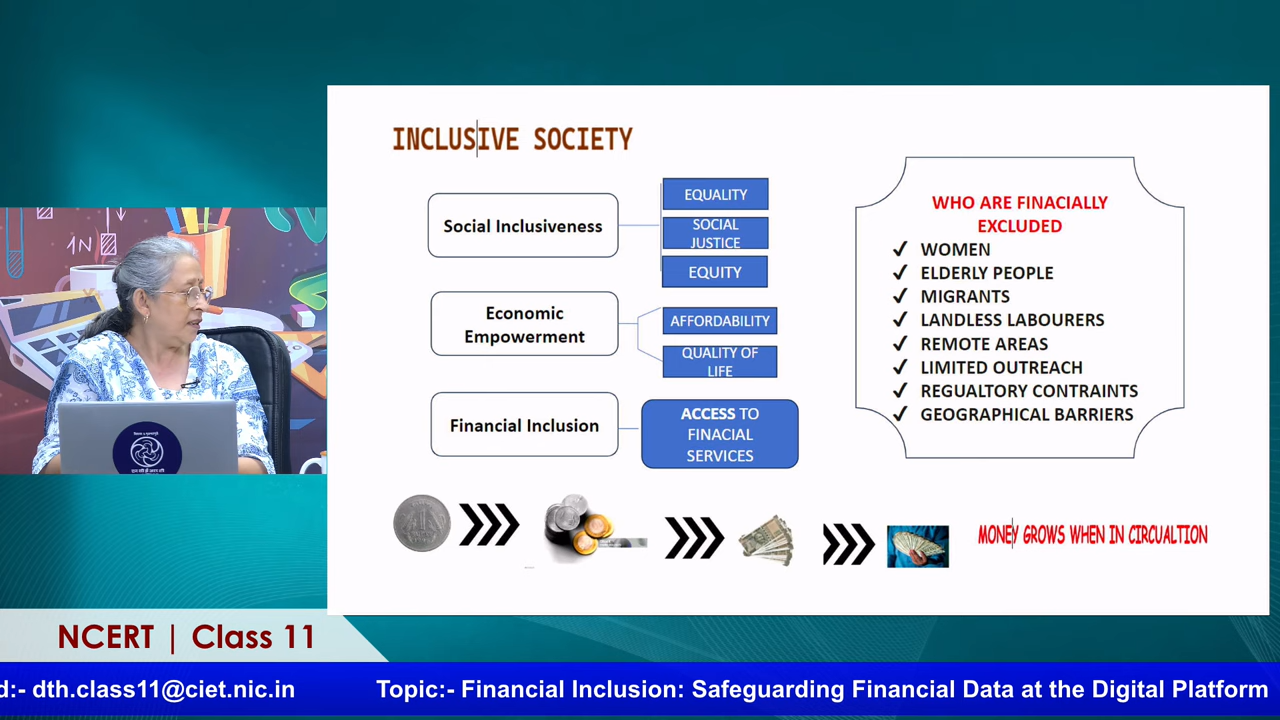 INCLUSIVE SOCIETY
Social Inclusiveness
EQUALITY
SOCIAL
JUSTICE
EQUITY
Economic
Empowerment
AFFORDABILITY
QUALITY OF
LIFE
Financial Inclusion
ACCESS TO
FINACIAL
SERVICES
WHO ARE FINACIALLY
EXCLUDED
✓ WOMEN
✓ ELDERLY PEOPLE
✓ MIGRANTS
✓ LANDLESS LABOURERS
✓ REMOTE AREAS
✓ LIMITED OUTREACH
✓ REGUALTORY CONTRAINTS
✓ GEOGRAPHICAL BARRIERS
MONEY GROWS WHEN IN CIRCUALTION
1N
NCERT | Class 11
d:- dth.class11@ciet.nic.in Topic:- Financial Inclusion: Safeguarding Financial Data at the Digital Platform